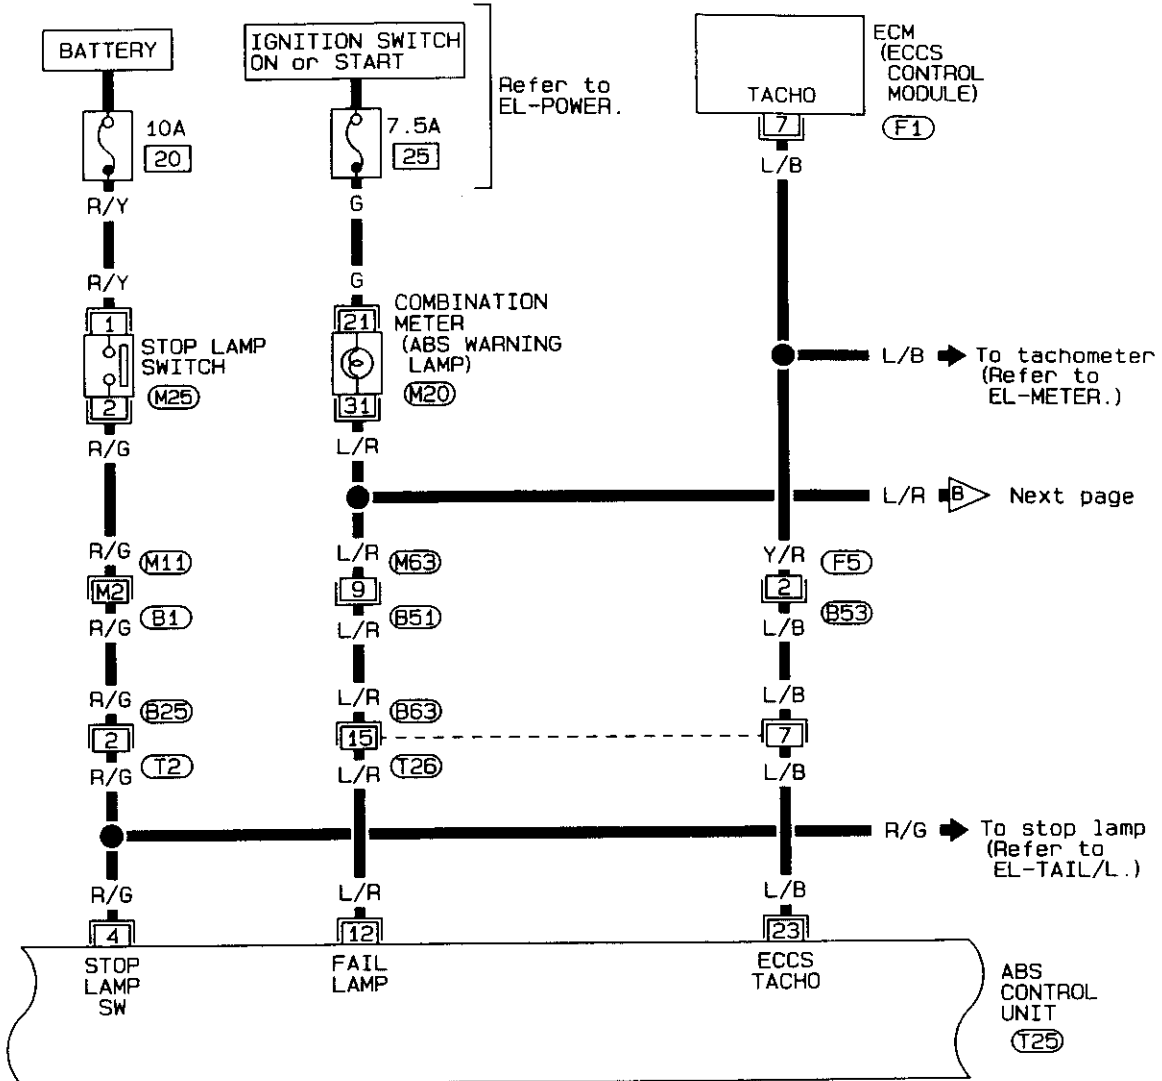 BATTERY
IGNITION SWITCH
ON or START
Refer to
EL-POWER.
ECM
(ECCS
CONTROL
MODULE)
TACHO
7
F1
10A
20
7.5A
25
L/B
R/Y
G
R/Y
G
1
STOP LAMP
SWITCH
M25
2
21
COMBINATION
METER
(ABS WARNING
LAMP)
M20
31
L/B
To tachometer
(Refer to
EL-METER.)
R/G
L/R
L/R
B
Next page
R/G
M11
M2
B1
R/G
L/R
M63
9
B51
L/R
Y/R
F5
2
B53
L/B
R/G
B25
2
T2
R/G
L/R
B63
15
T26
L/R
L/B
7
L/B
R/G
To stop lamp
(Refer to
EL-TAIL/L.)
R/G
L/R
L/B
4
12
23
STOP
LAMP
SW
FAIL
LAMP
ECCS
TACHO
ABS
CONTROL
UNIT
T25